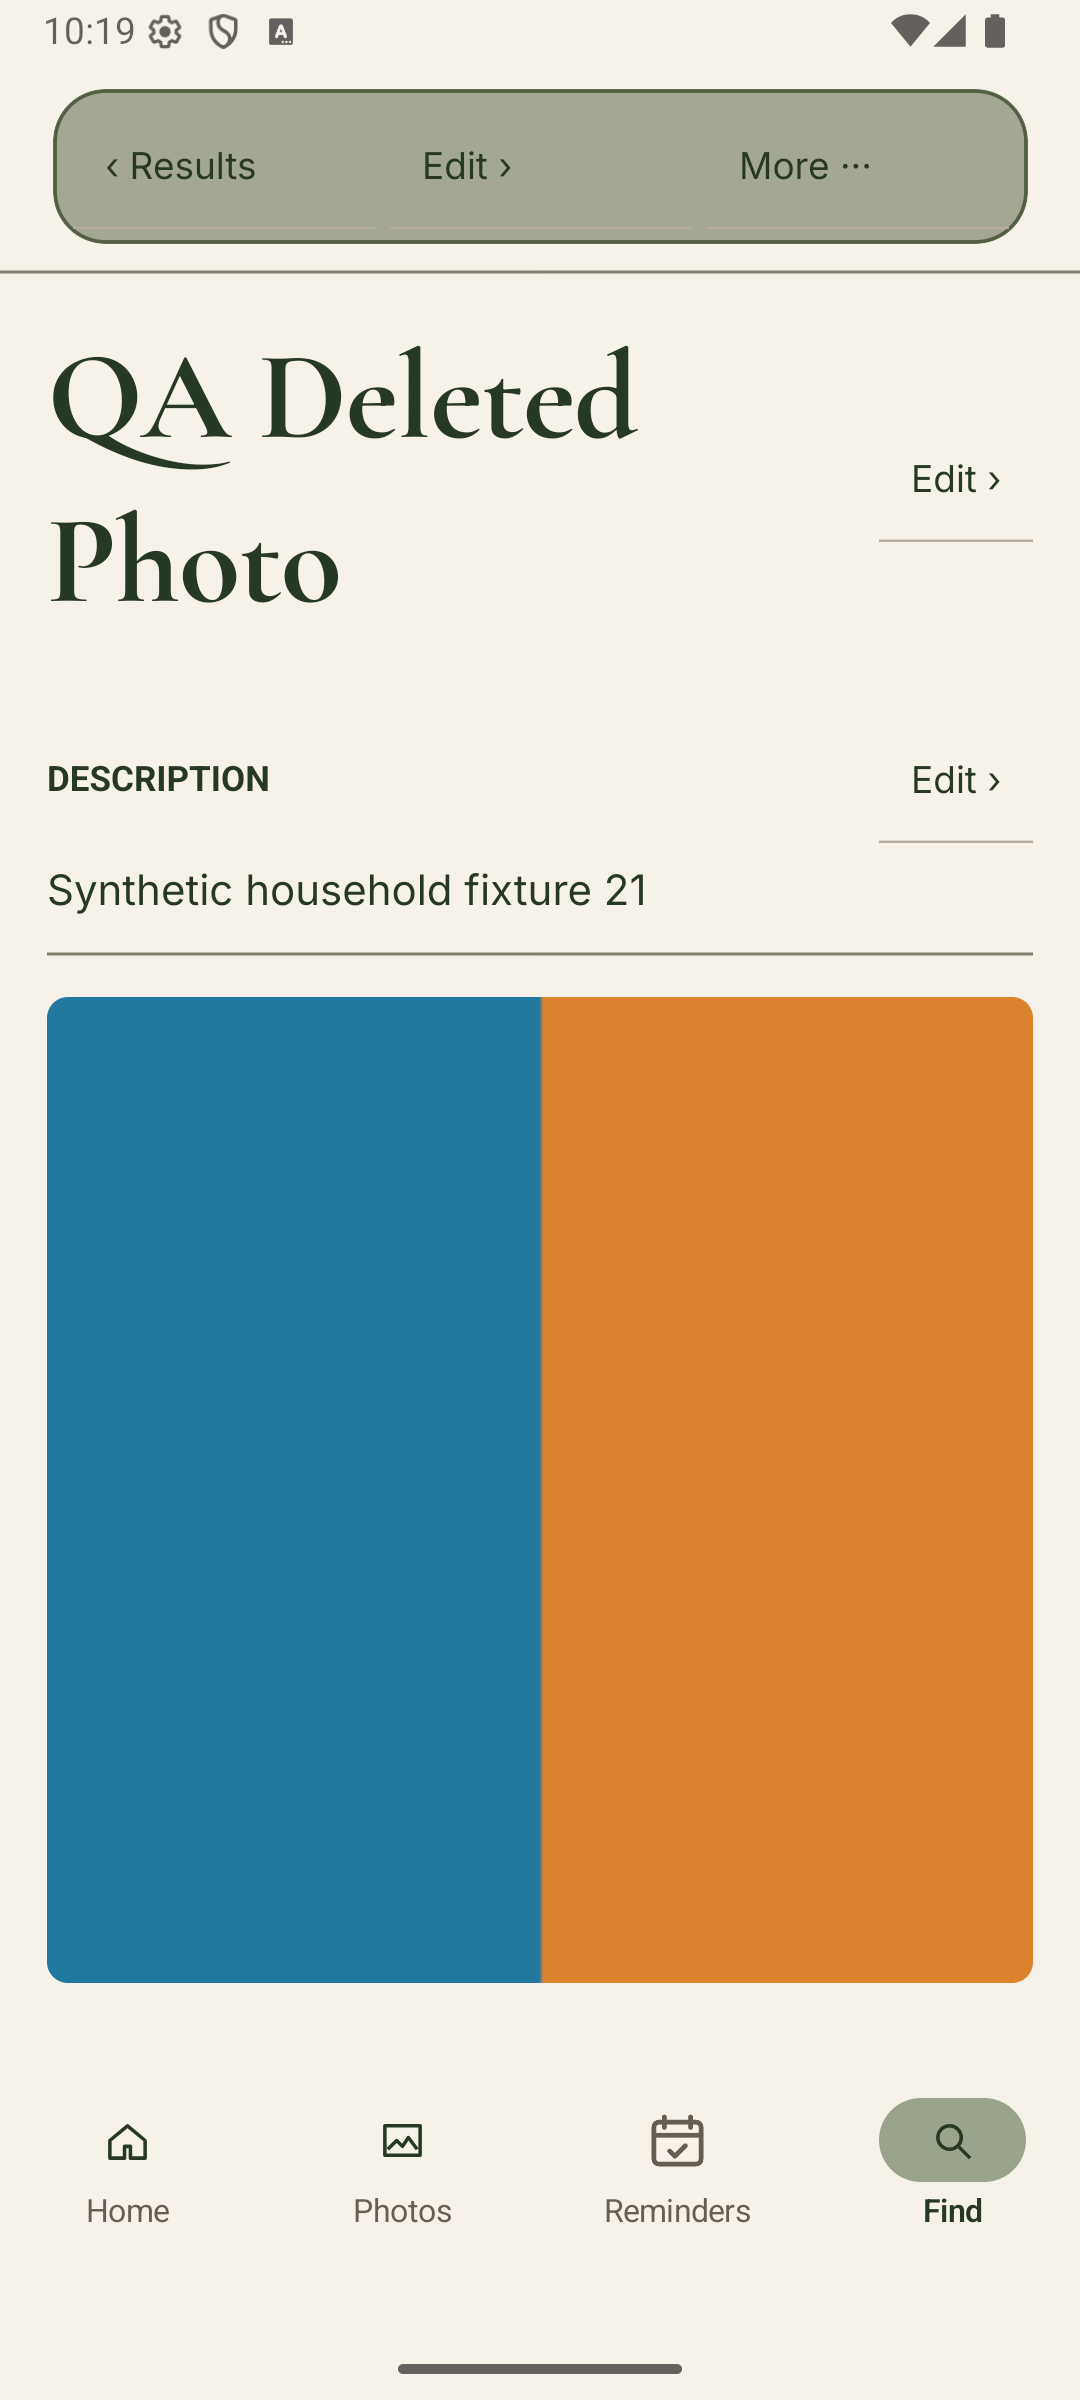 10:19
‹ Results Edit › More ···
QA Deleted
Photo
Edit ›
DESCRIPTION Edit ›
Synthetic household fixture 21
Home Photos Reminders Find